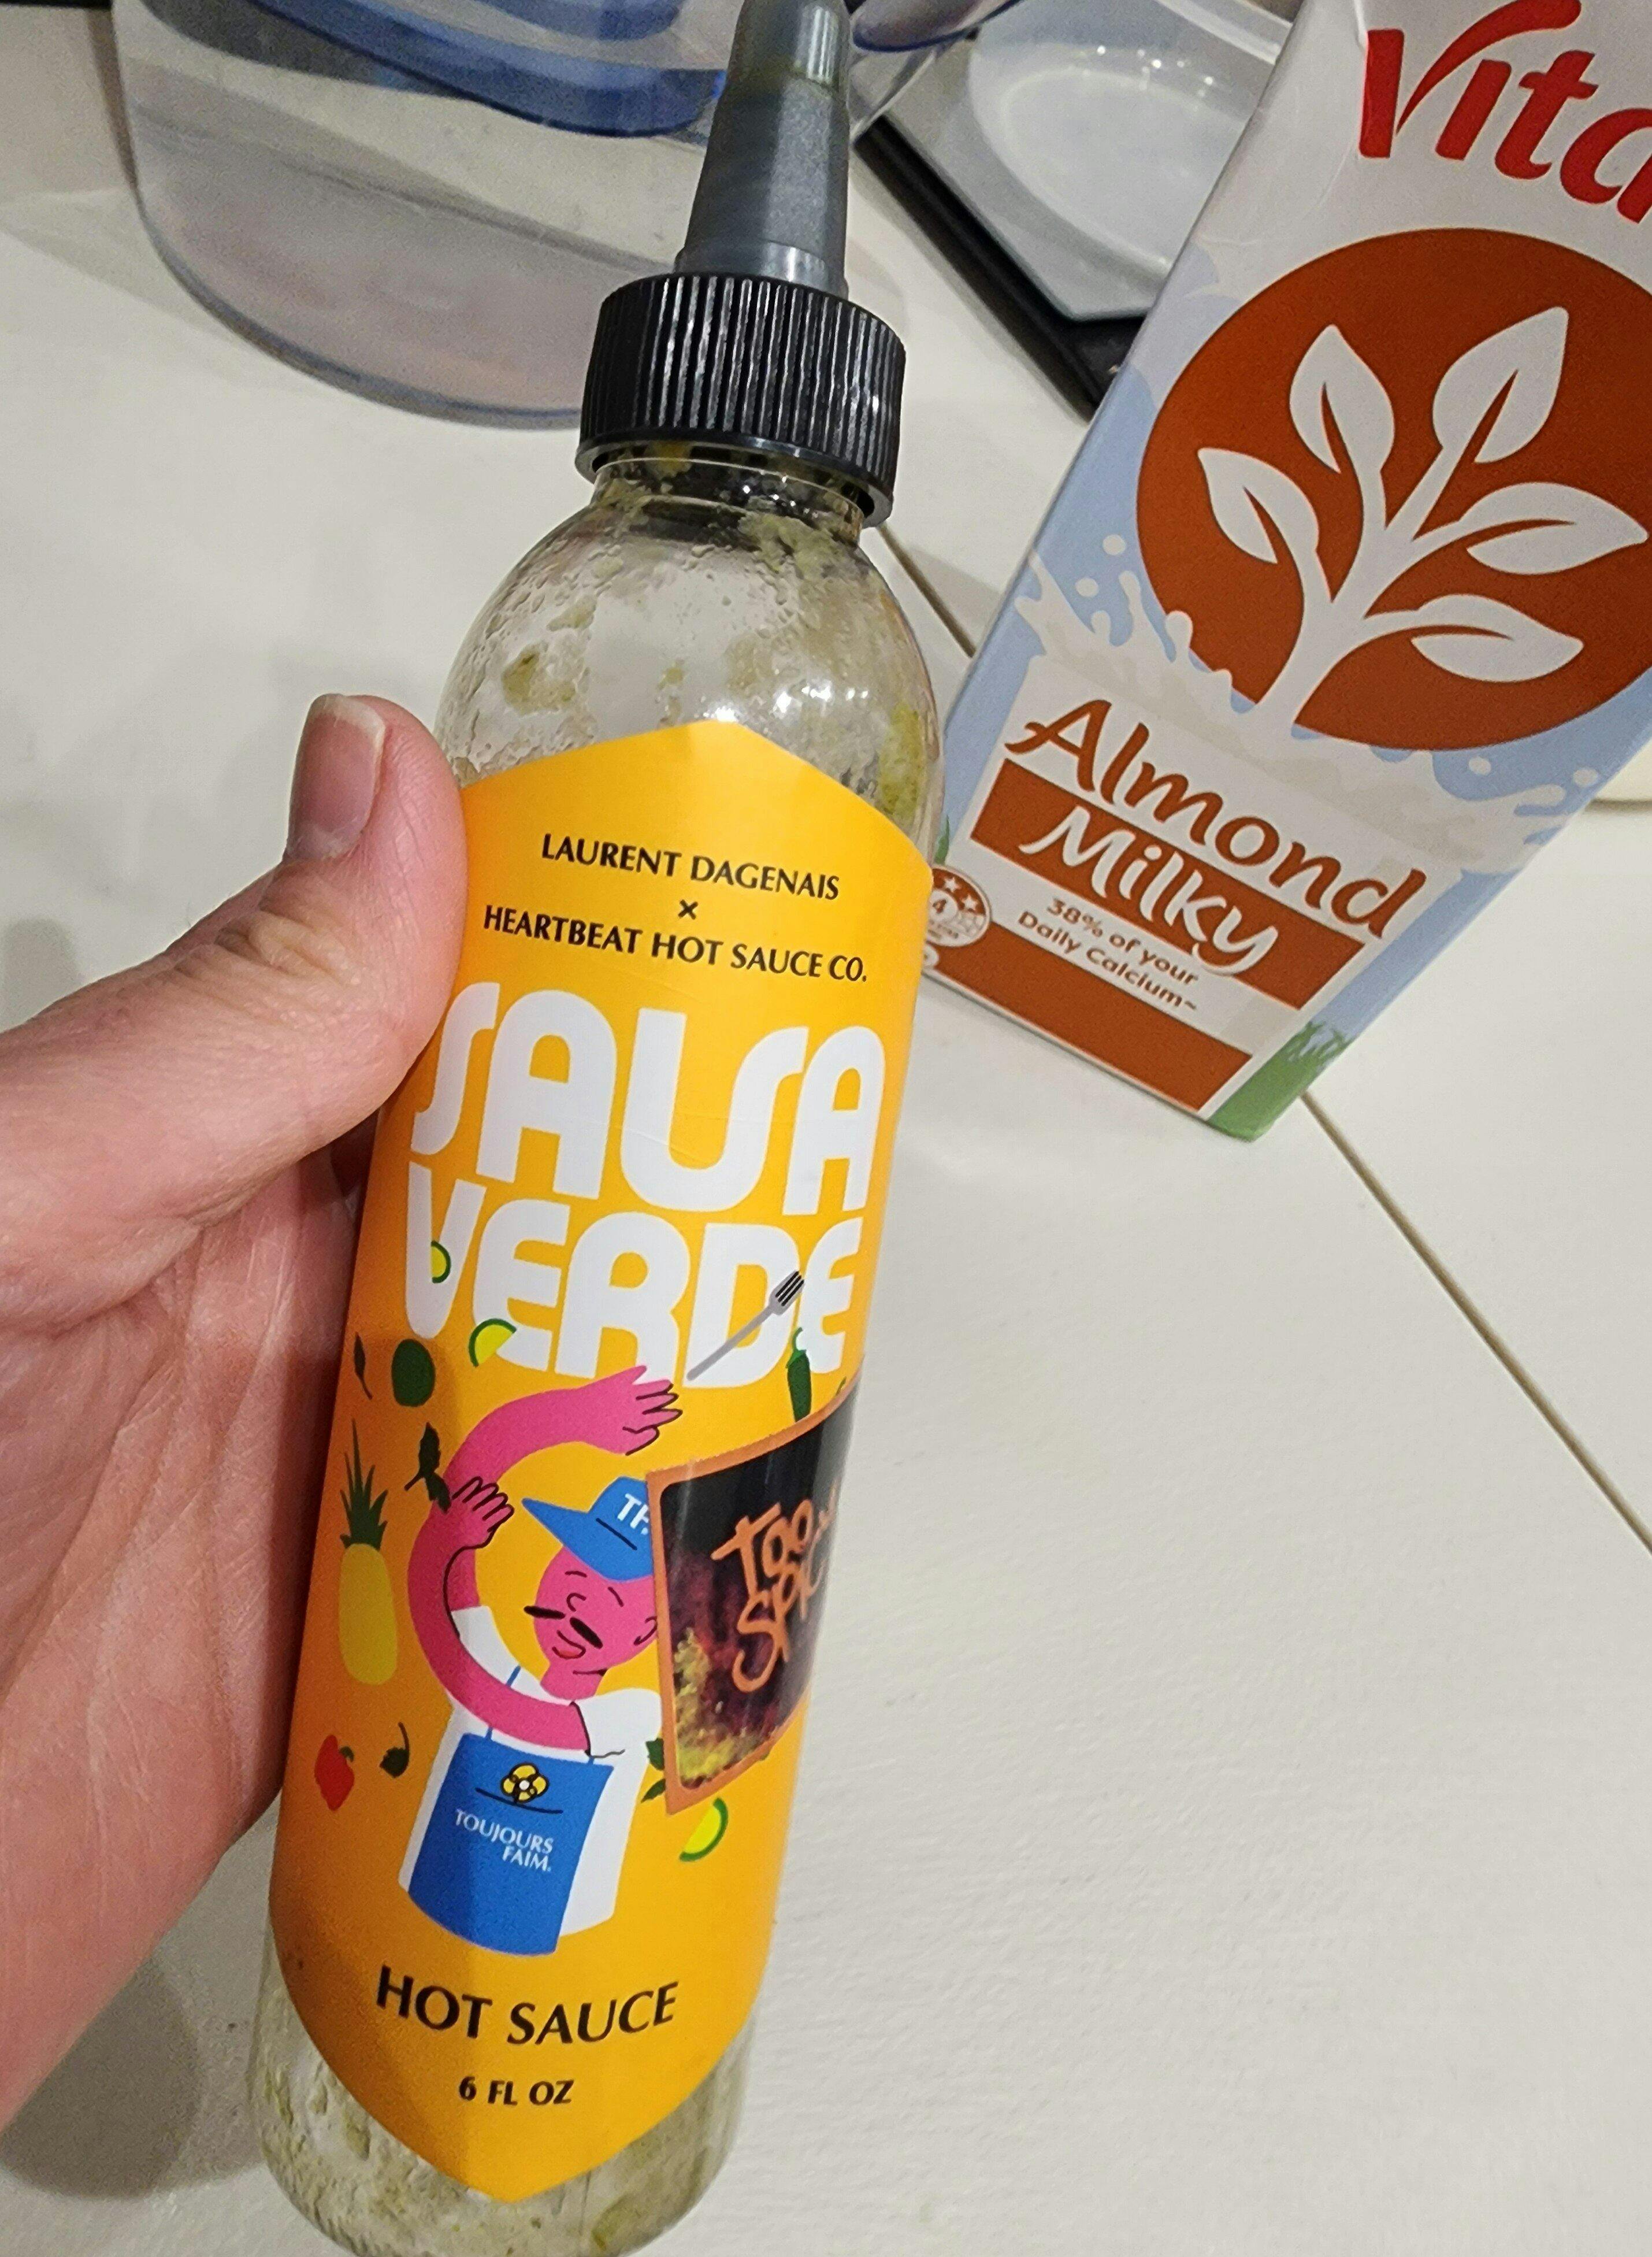 LAURENT DAGENAIS
×
HEARTBEAT HOT SAUCE CO.
SALSA
VERDE
TOUJOURS
FAIM.
HOT SAUCE
6 FL OZ
Almond
Milky
38% of your
Daily Calcium~
4